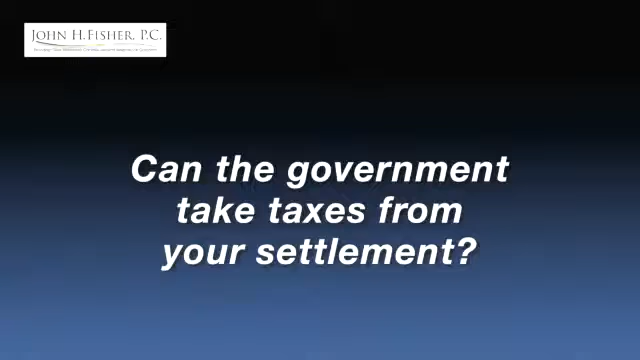 JOHN H. FISHER, P.C.
Can the government
take taxes from
your settlement?